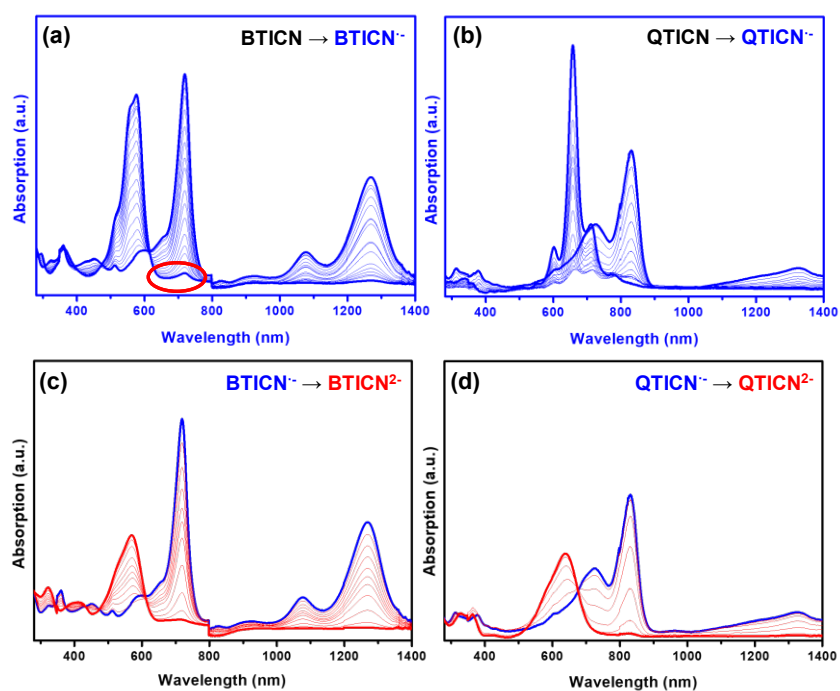 (a)
BTICN → BTICN·-
Absorption (a.u.)
400 600 800 1000 1200 1400
Wavelength (nm)
(b)
QTICN → QTICN·-
Absorption (a.u.)
400 600 800 1000 1200 1400
Wavelength (nm)
(c)
BTICN·- → BTICN2-
Absorption (a.u.)
400 600 800 1000 1200 1400
Wavelength (nm)
(d)
QTICN·- → QTICN2-
Absorption (a.u.)
400 600 800 1000 1200 1400
Wavelength (nm)